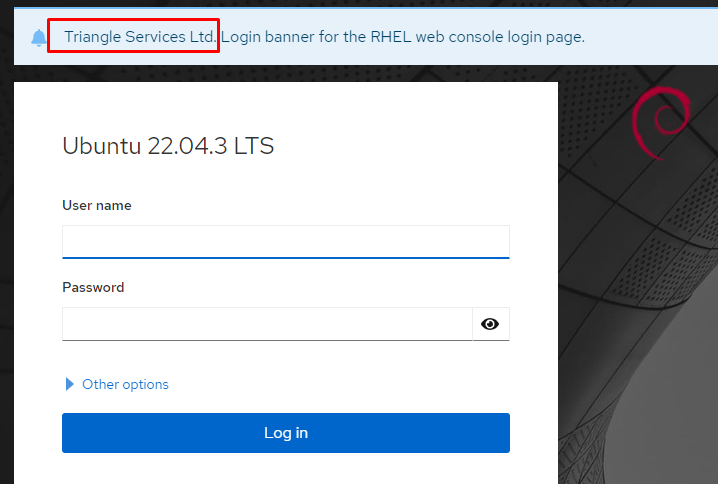 Triangle Services Ltd. Login banner for the RHEL web console login page.
Ubuntu 22.04.3 LTS
User name
Password
Other options
Log in